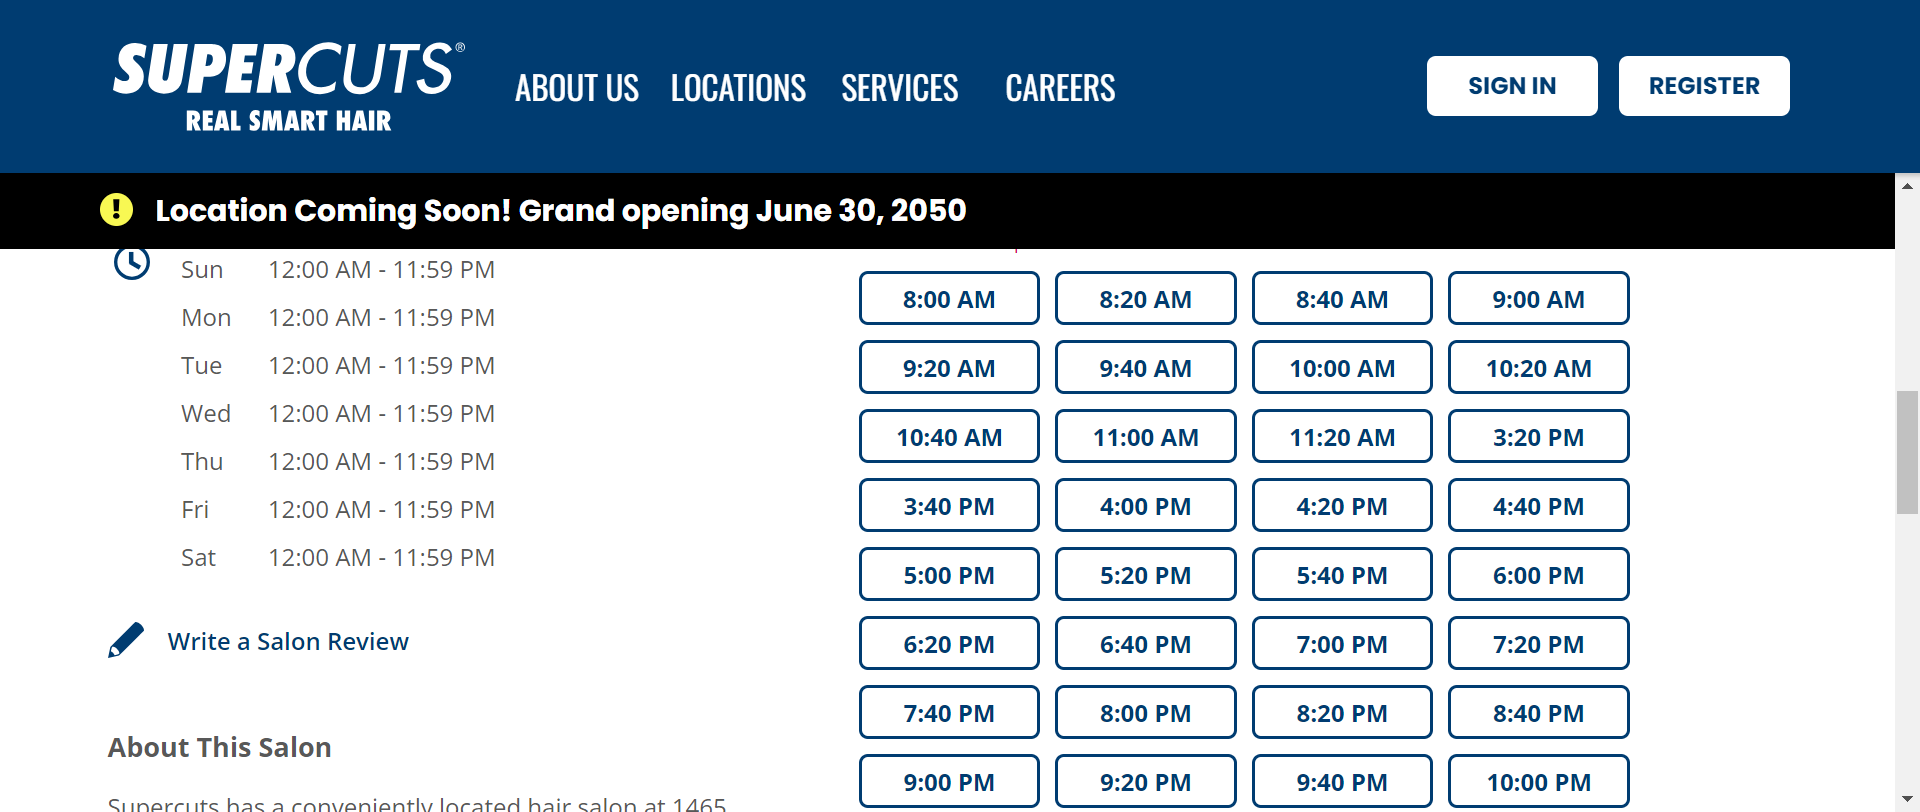 SUPERCUTS®
REAL SMART HAIR
ABOUT US LOCATIONS SERVICES CAREERS
SIGN IN REGISTER
Location Coming Soon! Grand opening June 30, 2050
Sun 12:00 AM - 11:59 PM
Mon 12:00 AM - 11:59 PM
Tue 12:00 AM - 11:59 PM
Wed 12:00 AM - 11:59 PM
Thu 12:00 AM - 11:59 PM
Fri 12:00 AM - 11:59 PM
Sat 12:00 AM - 11:59 PM
Write a Salon Review
About This Salon
Supercuts has a conveniently located hair salon at 1465
8:00 AM 8:20 AM 8:40 AM 9:00 AM
9:20 AM 9:40 AM 10:00 AM 10:20 AM
10:40 AM 11:00 AM 11:20 AM 3:20 PM
3:40 PM 4:00 PM 4:20 PM 4:40 PM
5:00 PM 5:20 PM 5:40 PM 6:00 PM
6:20 PM 6:40 PM 7:00 PM 7:20 PM
7:40 PM 8:00 PM 8:20 PM 8:40 PM
9:00 PM 9:20 PM 9:40 PM 10:00 PM